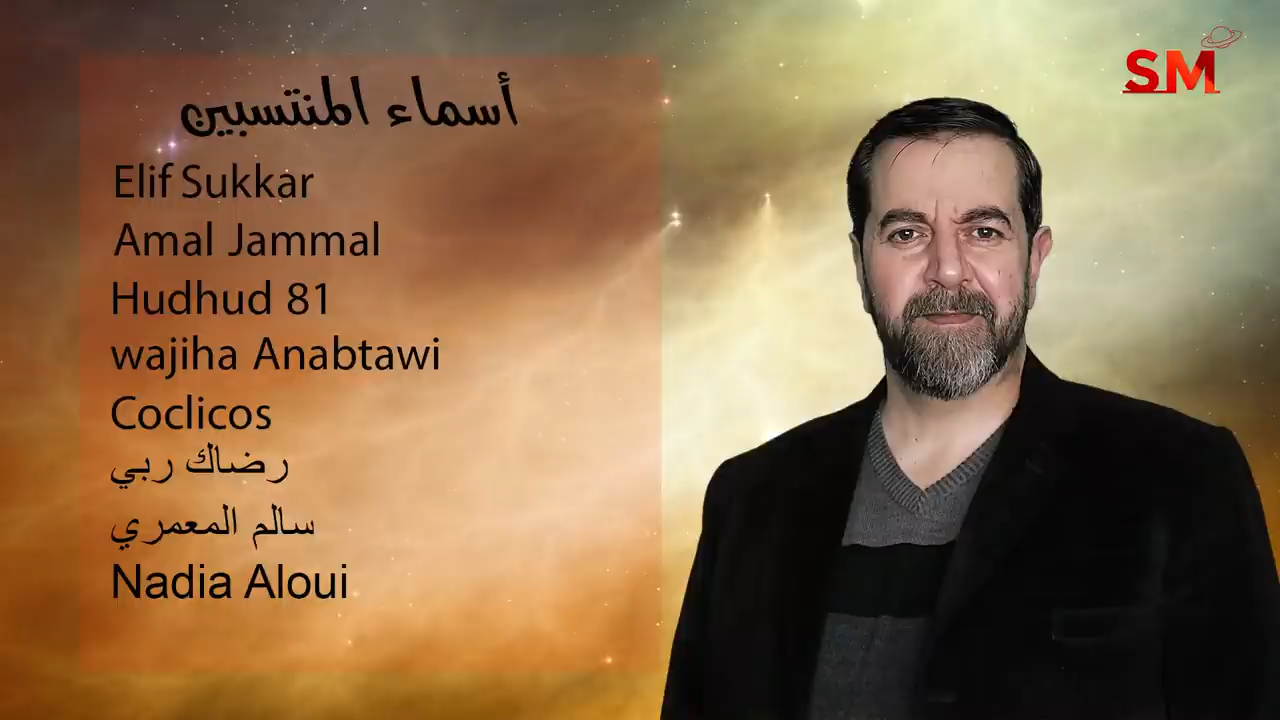 SM
أسماء المنتسبين
Elif Sukkar
Amal Jammal
Hudhud 81
wajiha Anabtawi
Coclicos
رضاك ربي
سالم المعمري
Nadia Aloui